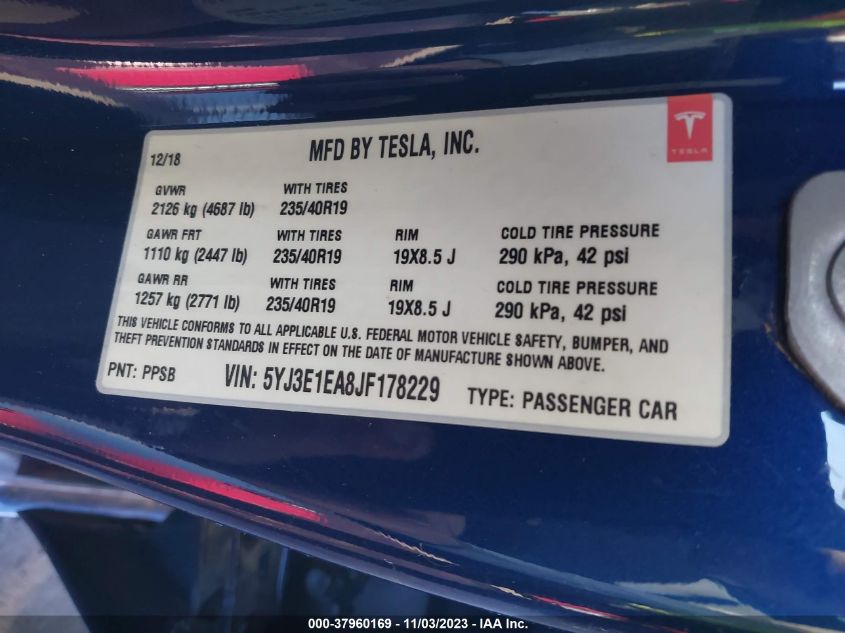 TESLA
12/18 MFD BY TESLA, INC.
GVWR WITH TIRES
2126 kg (4687 lb) 235/40R19
GAWR FRT WITH TIRES RIM COLD TIRE PRESSURE
1110 kg (2447 lb) 235/40R19 19X8.5 J 290 kPa, 42 psi
GAWR RR WITH TIRES RIM COLD TIRE PRESSURE
1257 kg (2771 lb) 235/40R19 19X8.5 J 290 kPa, 42 psi
THIS VEHICLE CONFORMS TO ALL APPLICABLE U.S. FEDERAL MOTOR VEHICLE SAFETY, BUMPER, AND
THEFT PREVENTION STANDARDS IN EFFECT ON THE DATE OF MANUFACTURE SHOWN ABOVE.
PNT: PPSB VIN: 5YJ3E1EA8JF178229 TYPE: PASSENGER CAR
000-37960169 - 11/03/2023 - IAA Inc.